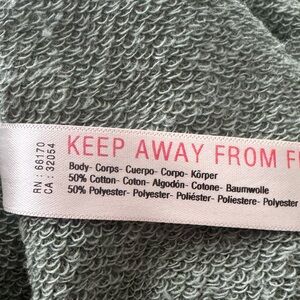 RN : 66170
CA : 32054
KEEP AWAY FROM
Body- Corps- Cuerpo- Corpo- Körper
50% Cotton- Coton- Algodón- Cotone- Baumwolle
50% Polyester- Polyester- Poliéster- Poliestere- Polyester